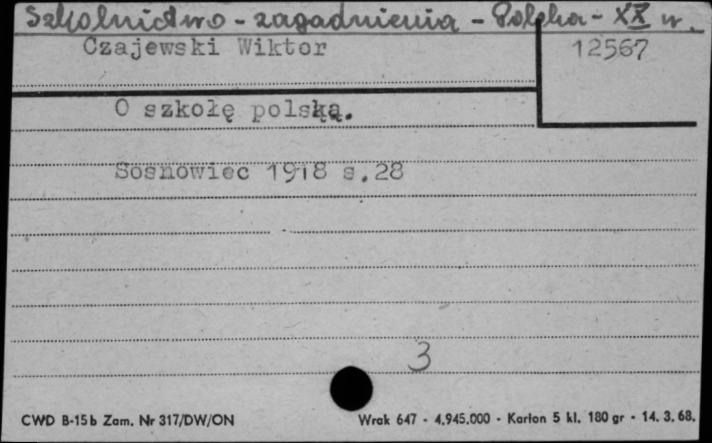 Szkolnictwo - zagadnienia - Polska - XX w.
Czajewski Wiktor
12567
O szkołę polską.
Sosnowiec 1918 s.28
3
CWD B-15b Zam. Nr 317/DW/ON
Wrak 647 - 4.945.000 - Karton 5 kl. 180 gr - 14. 3. 68.